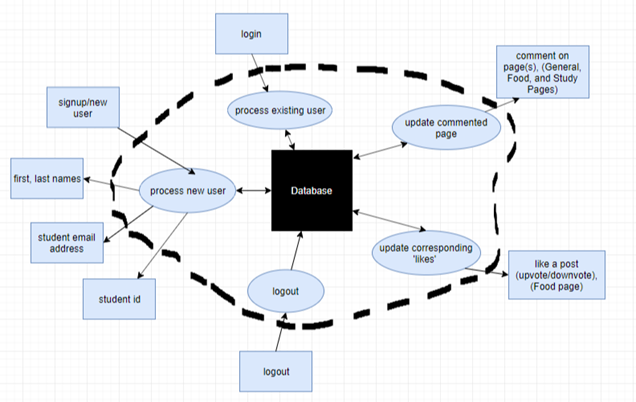 login
comment on
page(s), (General,
Food, and Study
Pages)
signup/new
user
process existing user
update commented
page
first, last names
process new user
Database
student email
address
update corresponding
'likes'
like a post
(upvote/downvote),
(Food page)
student id
logout
logout